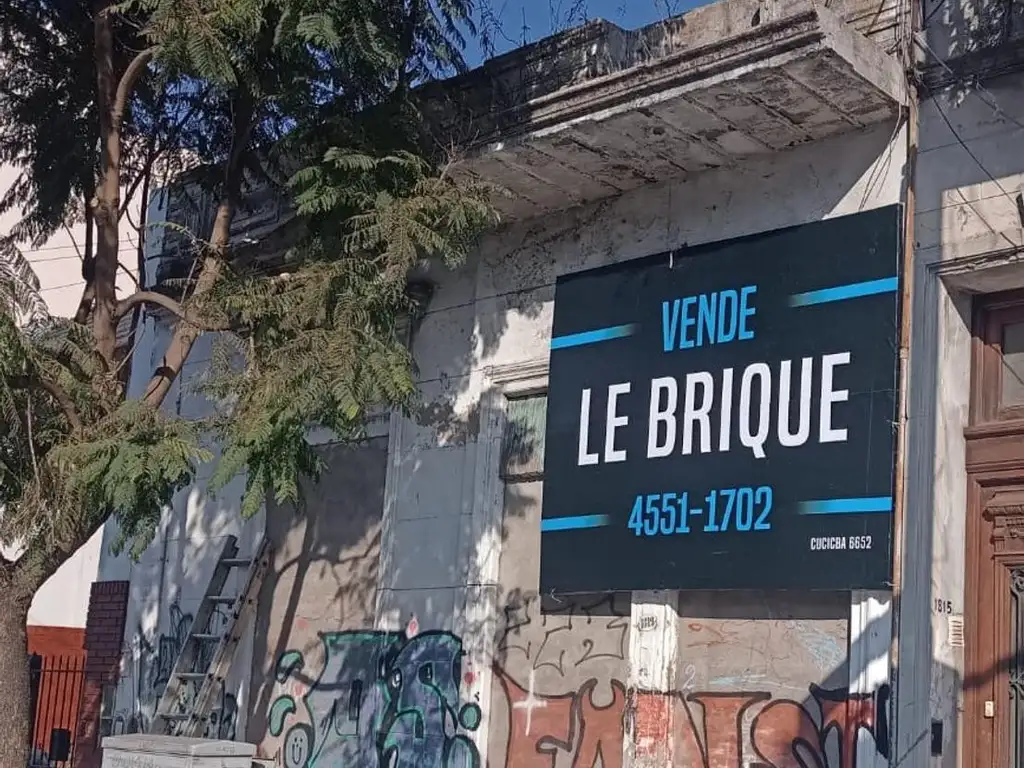 VENDE
LE BRIQUE
4551-1702
CUCICBA 6652
1815